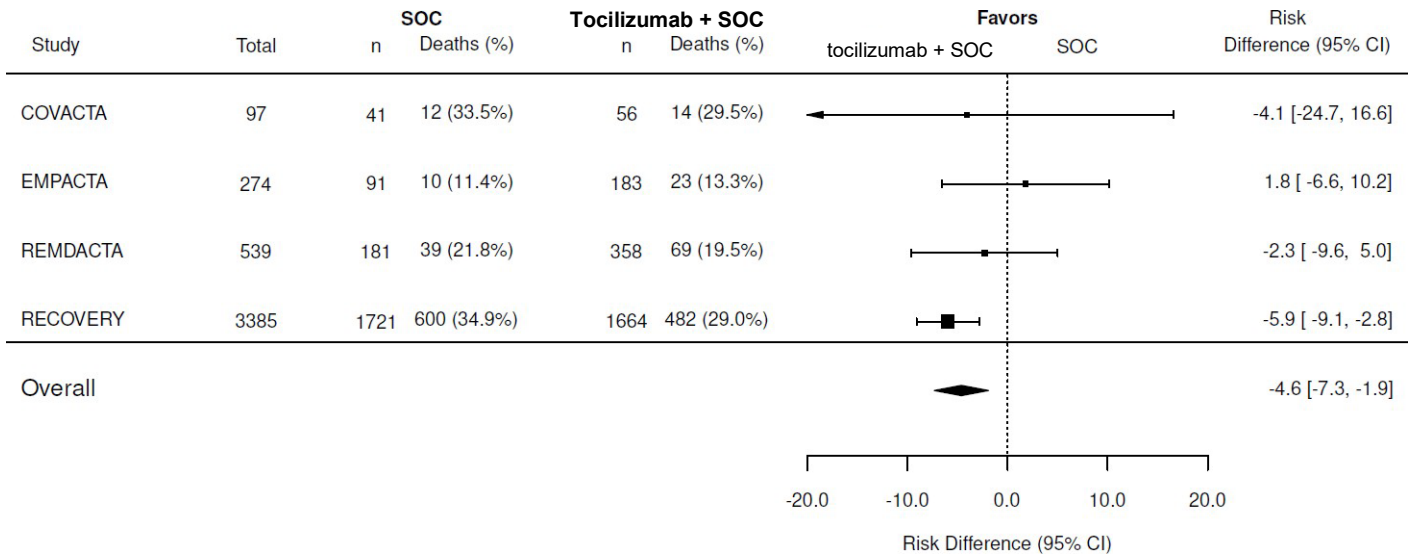 SOC Tocilizumab + SOC Favors Risk
Study Total n Deaths (%) n Deaths (%) tocilizumab + SOC SOC Difference (95% CI)
COVACTA 97 41 12 (33.5%) 56 14 (29.5%) -4.1 [-24.7, 16.6]
EMPACTA 274 91 10 (11.4%) 183 23 (13.3%) 1.8 [ -6.6, 10.2]
REMDACTA 539 181 39 (21.8%) 358 69 (19.5%) -2.3 [ -9.6, 5.0]
RECOVERY 3385 1721 600 (34.9%) 1664 482 (29.0%) -5.9 [ -9.1, -2.8]
Overall -4.6 [-7.3, -1.9]
-20.0 -10.0 0.0 10.0 20.0
Risk Difference (95% CI)